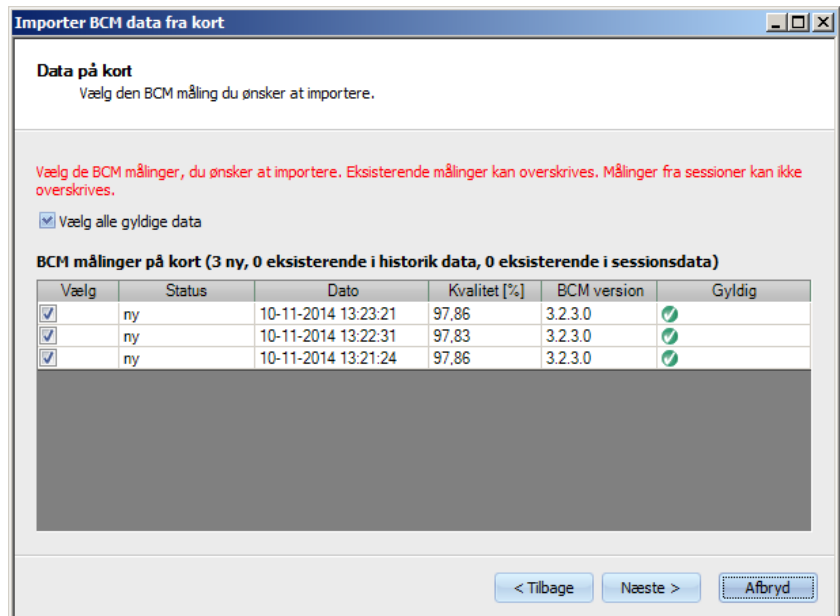 Importer BCM data fra kort
Data på kort
Vælg den BCM måling du ønsker at importere.
Vælg de BCM målinger, du ønsker at importere. Eksisterende målinger kan overskrives. Målinger fra sessioner kan ikke
overskrives.
Vælg alle gyldige data
BCM målinger på kort (3 ny, 0 eksisterende i historik data, 0 eksisterende i sessionsdata)
Vælg Status Dato Kvalitet [%] BCM version Gyldig
ny 10-11-2014 13:23:21 97,86 3.2.3.0
ny 10-11-2014 13:22:31 97,83 3.2.3.0
ny 10-11-2014 13:21:24 97,86 3.2.3.0
< Tilbage Næste > Afbryd